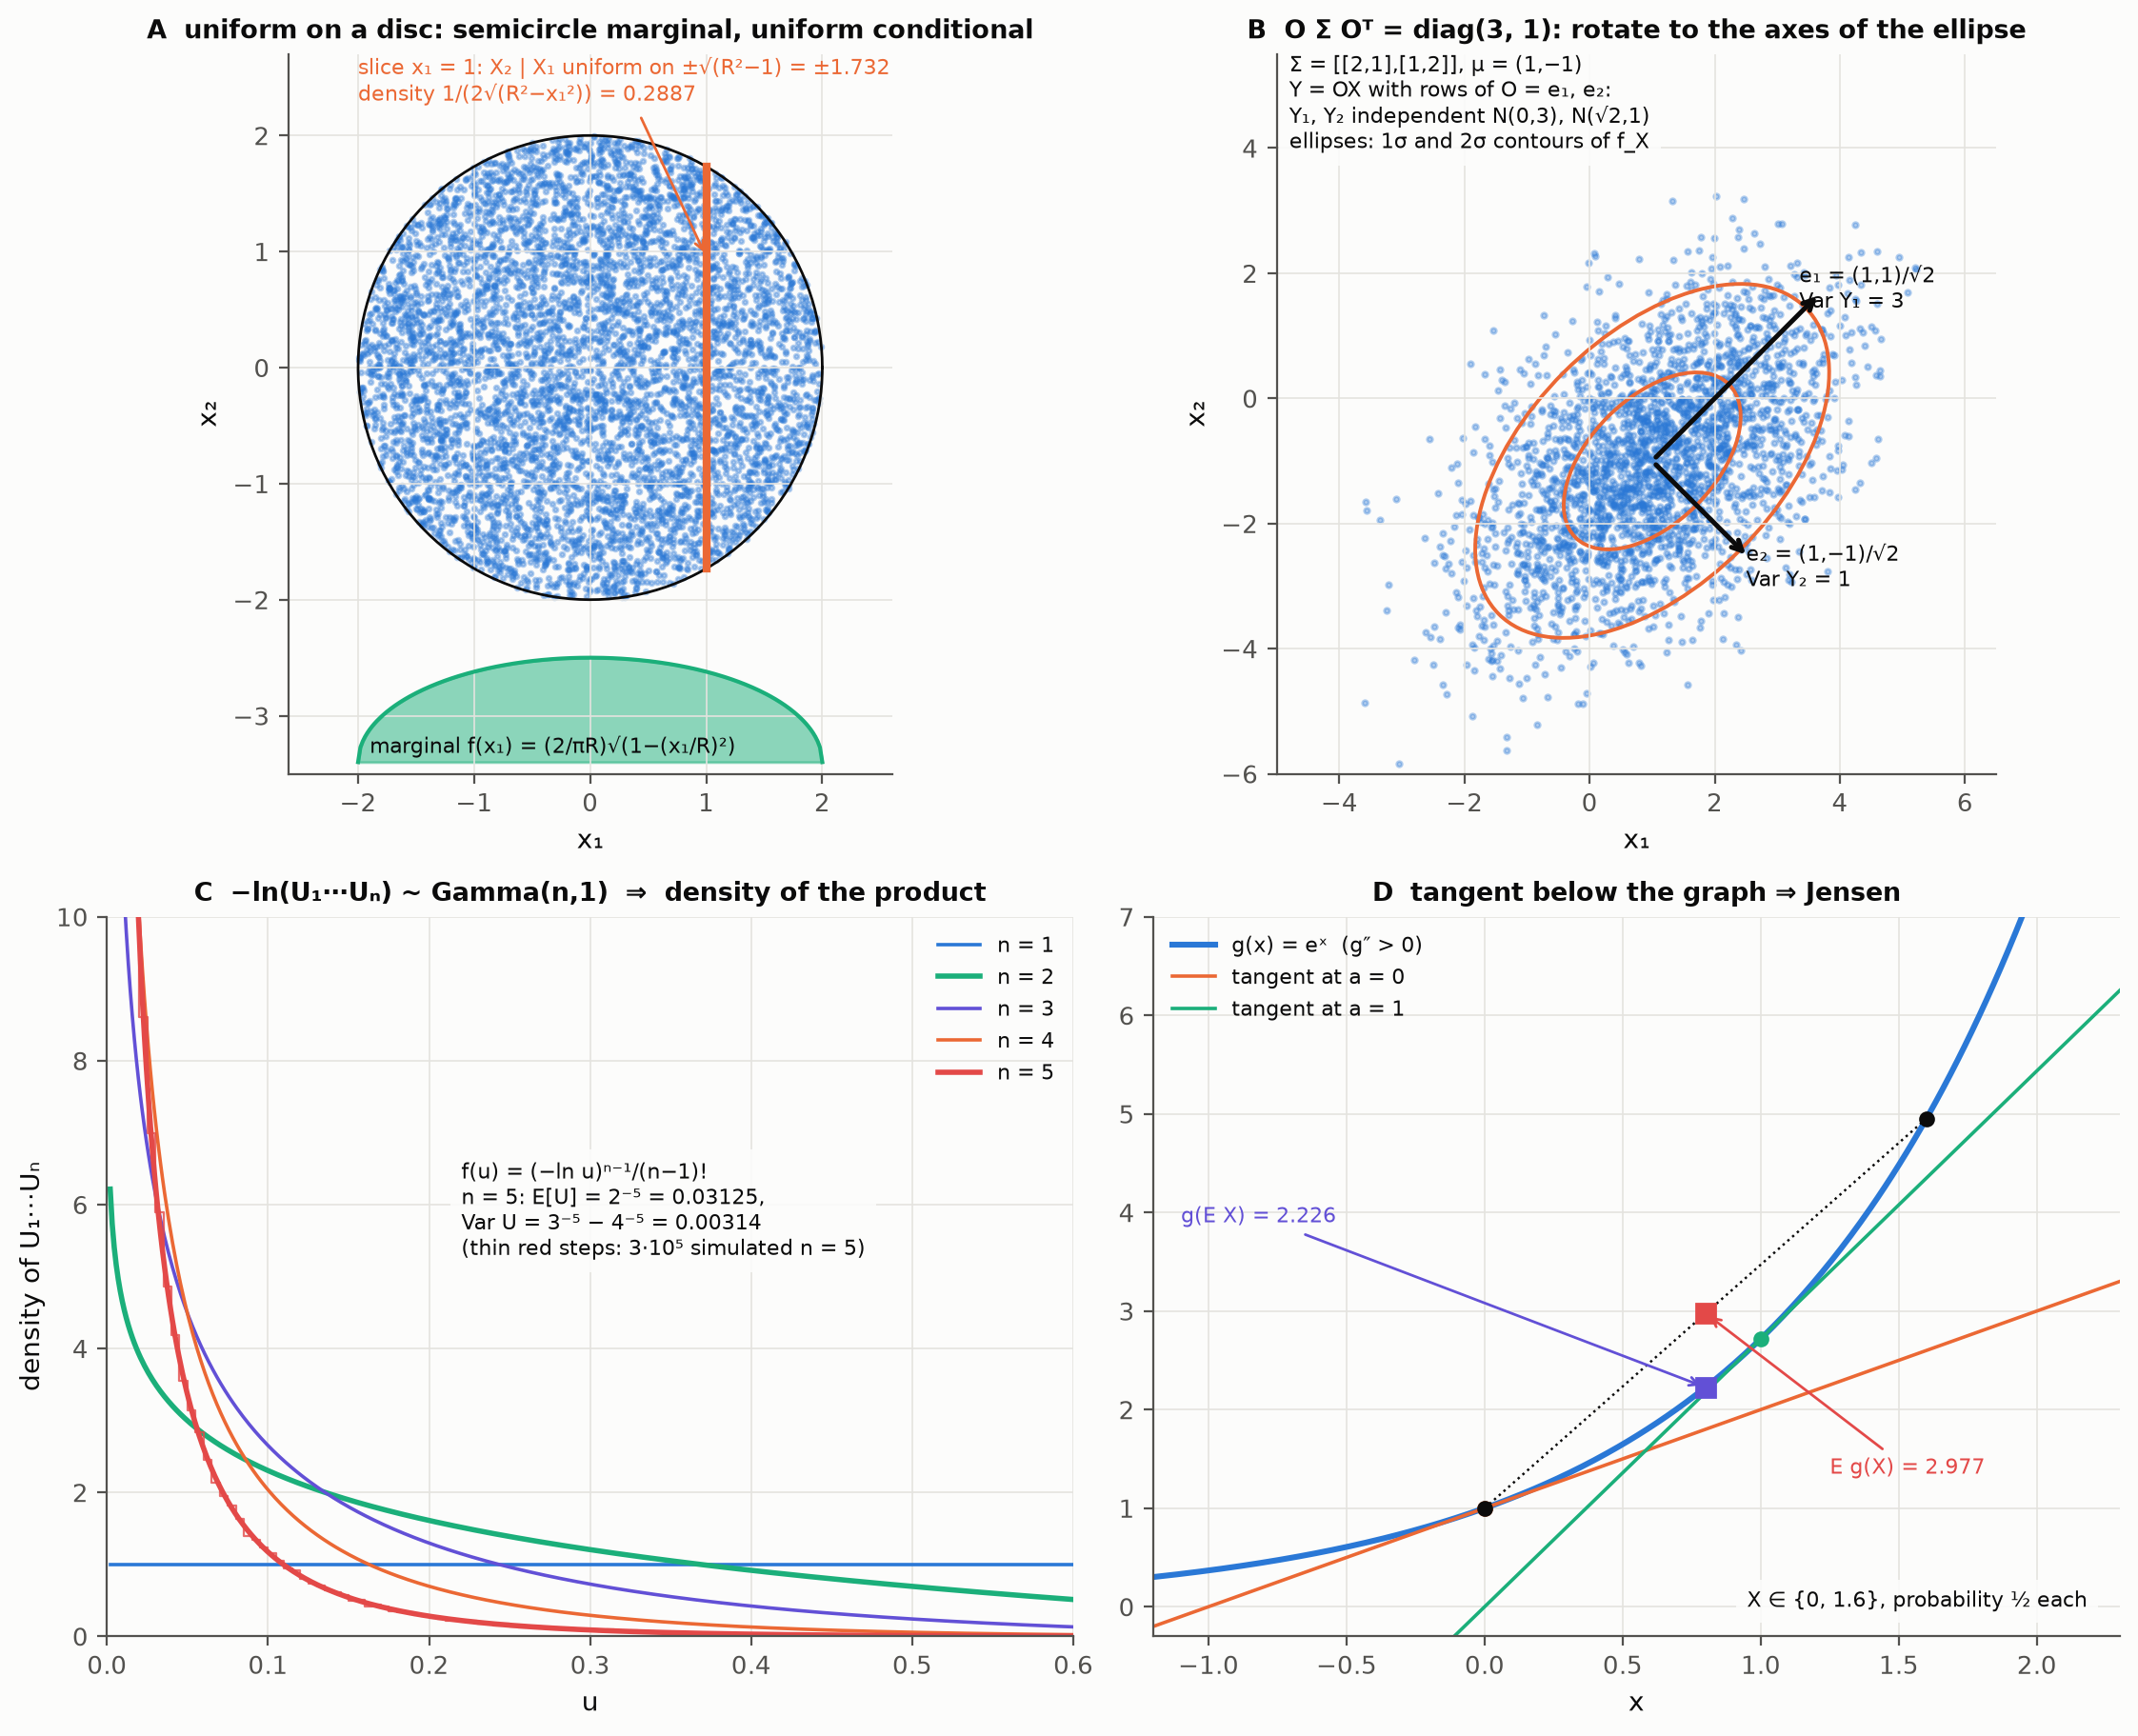 A  uniform on a disc: semicircle marginal, uniform conditional
slice x₁ = 1: X₂ | X₁ uniform on ±√(R²−1) = ±1.732
density 1/(2√(R²−x₁²)) = 0.2887
2
1
0
−1
−2
−3
x₂
marginal f(x₁) = (2/πR)√(1−(x₁/R)²)
−2
−1
0
1
2
x₁
B  O Σ Oᵀ = diag(3, 1): rotate to the axes of the ellipse
Σ = [[2,1],[1,2]], μ = (1,−1)
Y = OX with rows of O = e₁, e₂:
Y₁, Y₂ independent N(0,3), N(√2,1)
ellipses: 1σ and 2σ contours of f_X
4
2
0
−2
−4
−6
x₂
e₁ = (1,1)/√2
Var Y₁ = 3
e₂ = (1,−1)/√2
Var Y₂ = 1
−4
−2
0
2
4
6
x₁
C  −ln(U₁⋯Uₙ) ~ Gamma(n,1)  ⇒  density of the product
10
8
6
4
2
0
density of U₁⋯Uₙ
n = 1
n = 2
n = 3
n = 4
n = 5
f(u) = (−ln u)ⁿ⁻¹/(n−1)!
n = 5: E[U] = 2⁻⁵ = 0.03125,
Var U = 3⁻⁵ − 4⁻⁵ = 0.00314
(thin red steps: 3·10⁵ simulated n = 5)
0.0
0.1
0.2
0.3
0.4
0.5
0.6
u
D  tangent below the graph ⇒ Jensen
7
6
5
4
3
2
1
0
g(x) = eˣ  (g″ > 0)
tangent at a = 0
tangent at a = 1
g(E X) = 2.226
E g(X) = 2.977
X ∈ {0, 1.6}, probability ½ each
−1.0
−0.5
0.0
0.5
1.0
1.5
2.0
x